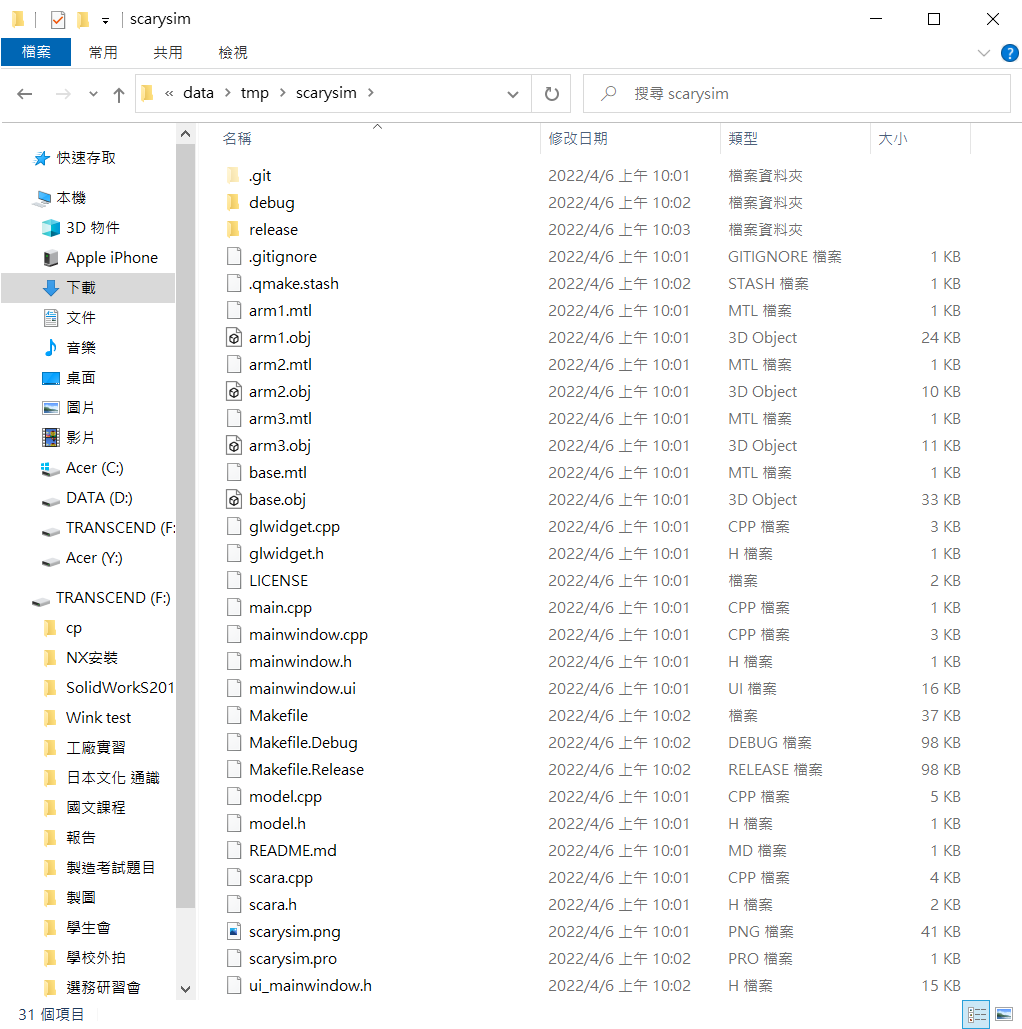 scarysim
檔案 常用 共用 檢視
« data > tmp > scarysim > 搜尋 scarysim
快速存取
本機
3D 物件
Apple iPhone
下載
文件
音樂
桌面
圖片
影片
Acer (C:)
DATA (D:)
TRANSCEND (F:
Acer (Y:)
TRANSCEND (F:)
cp
NX安裝
SolidWorkS201
Wink test
工廠實習
日本文化 通識
國文課程
報告
製造考試題目
製圖
學生會
學校外拍
選務研習會
名稱 修改日期 類型 大小
.git 2022/4/6 上午 10:01 檔案資料夾
debug 2022/4/6 上午 10:02 檔案資料夾
release 2022/4/6 上午 10:03 檔案資料夾
.gitignore 2022/4/6 上午 10:01 GITIGNORE 檔案 1 KB
.qmake.stash 2022/4/6 上午 10:02 STASH 檔案 1 KB
arm1.mtl 2022/4/6 上午 10:01 MTL 檔案 1 KB
arm1.obj 2022/4/6 上午 10:01 3D Object 24 KB
arm2.mtl 2022/4/6 上午 10:01 MTL 檔案 1 KB
arm2.obj 2022/4/6 上午 10:01 3D Object 10 KB
arm3.mtl 2022/4/6 上午 10:01 MTL 檔案 1 KB
arm3.obj 2022/4/6 上午 10:01 3D Object 11 KB
base.mtl 2022/4/6 上午 10:01 MTL 檔案 1 KB
base.obj 2022/4/6 上午 10:01 3D Object 33 KB
glwidget.cpp 2022/4/6 上午 10:01 CPP 檔案 3 KB
glwidget.h 2022/4/6 上午 10:01 H 檔案 1 KB
LICENSE 2022/4/6 上午 10:01 檔案 2 KB
main.cpp 2022/4/6 上午 10:01 CPP 檔案 1 KB
mainwindow.cpp 2022/4/6 上午 10:01 CPP 檔案 3 KB
mainwindow.h 2022/4/6 上午 10:01 H 檔案 1 KB
mainwindow.ui 2022/4/6 上午 10:01 UI 檔案 16 KB
Makefile 2022/4/6 上午 10:02 檔案 37 KB
Makefile.Debug 2022/4/6 上午 10:02 DEBUG 檔案 98 KB
Makefile.Release 2022/4/6 上午 10:02 RELEASE 檔案 98 KB
model.cpp 2022/4/6 上午 10:01 CPP 檔案 5 KB
model.h 2022/4/6 上午 10:01 H 檔案 1 KB
README.md 2022/4/6 上午 10:01 MD 檔案 1 KB
scara.cpp 2022/4/6 上午 10:01 CPP 檔案 4 KB
scara.h 2022/4/6 上午 10:01 H 檔案 2 KB
scarysim.png 2022/4/6 上午 10:01 PNG 檔案 41 KB
scarysim.pro 2022/4/6 上午 10:02 PRO 檔案 1 KB
ui_mainwindow.h 2022/4/6 上午 10:02 H 檔案 15 KB
31 個項目